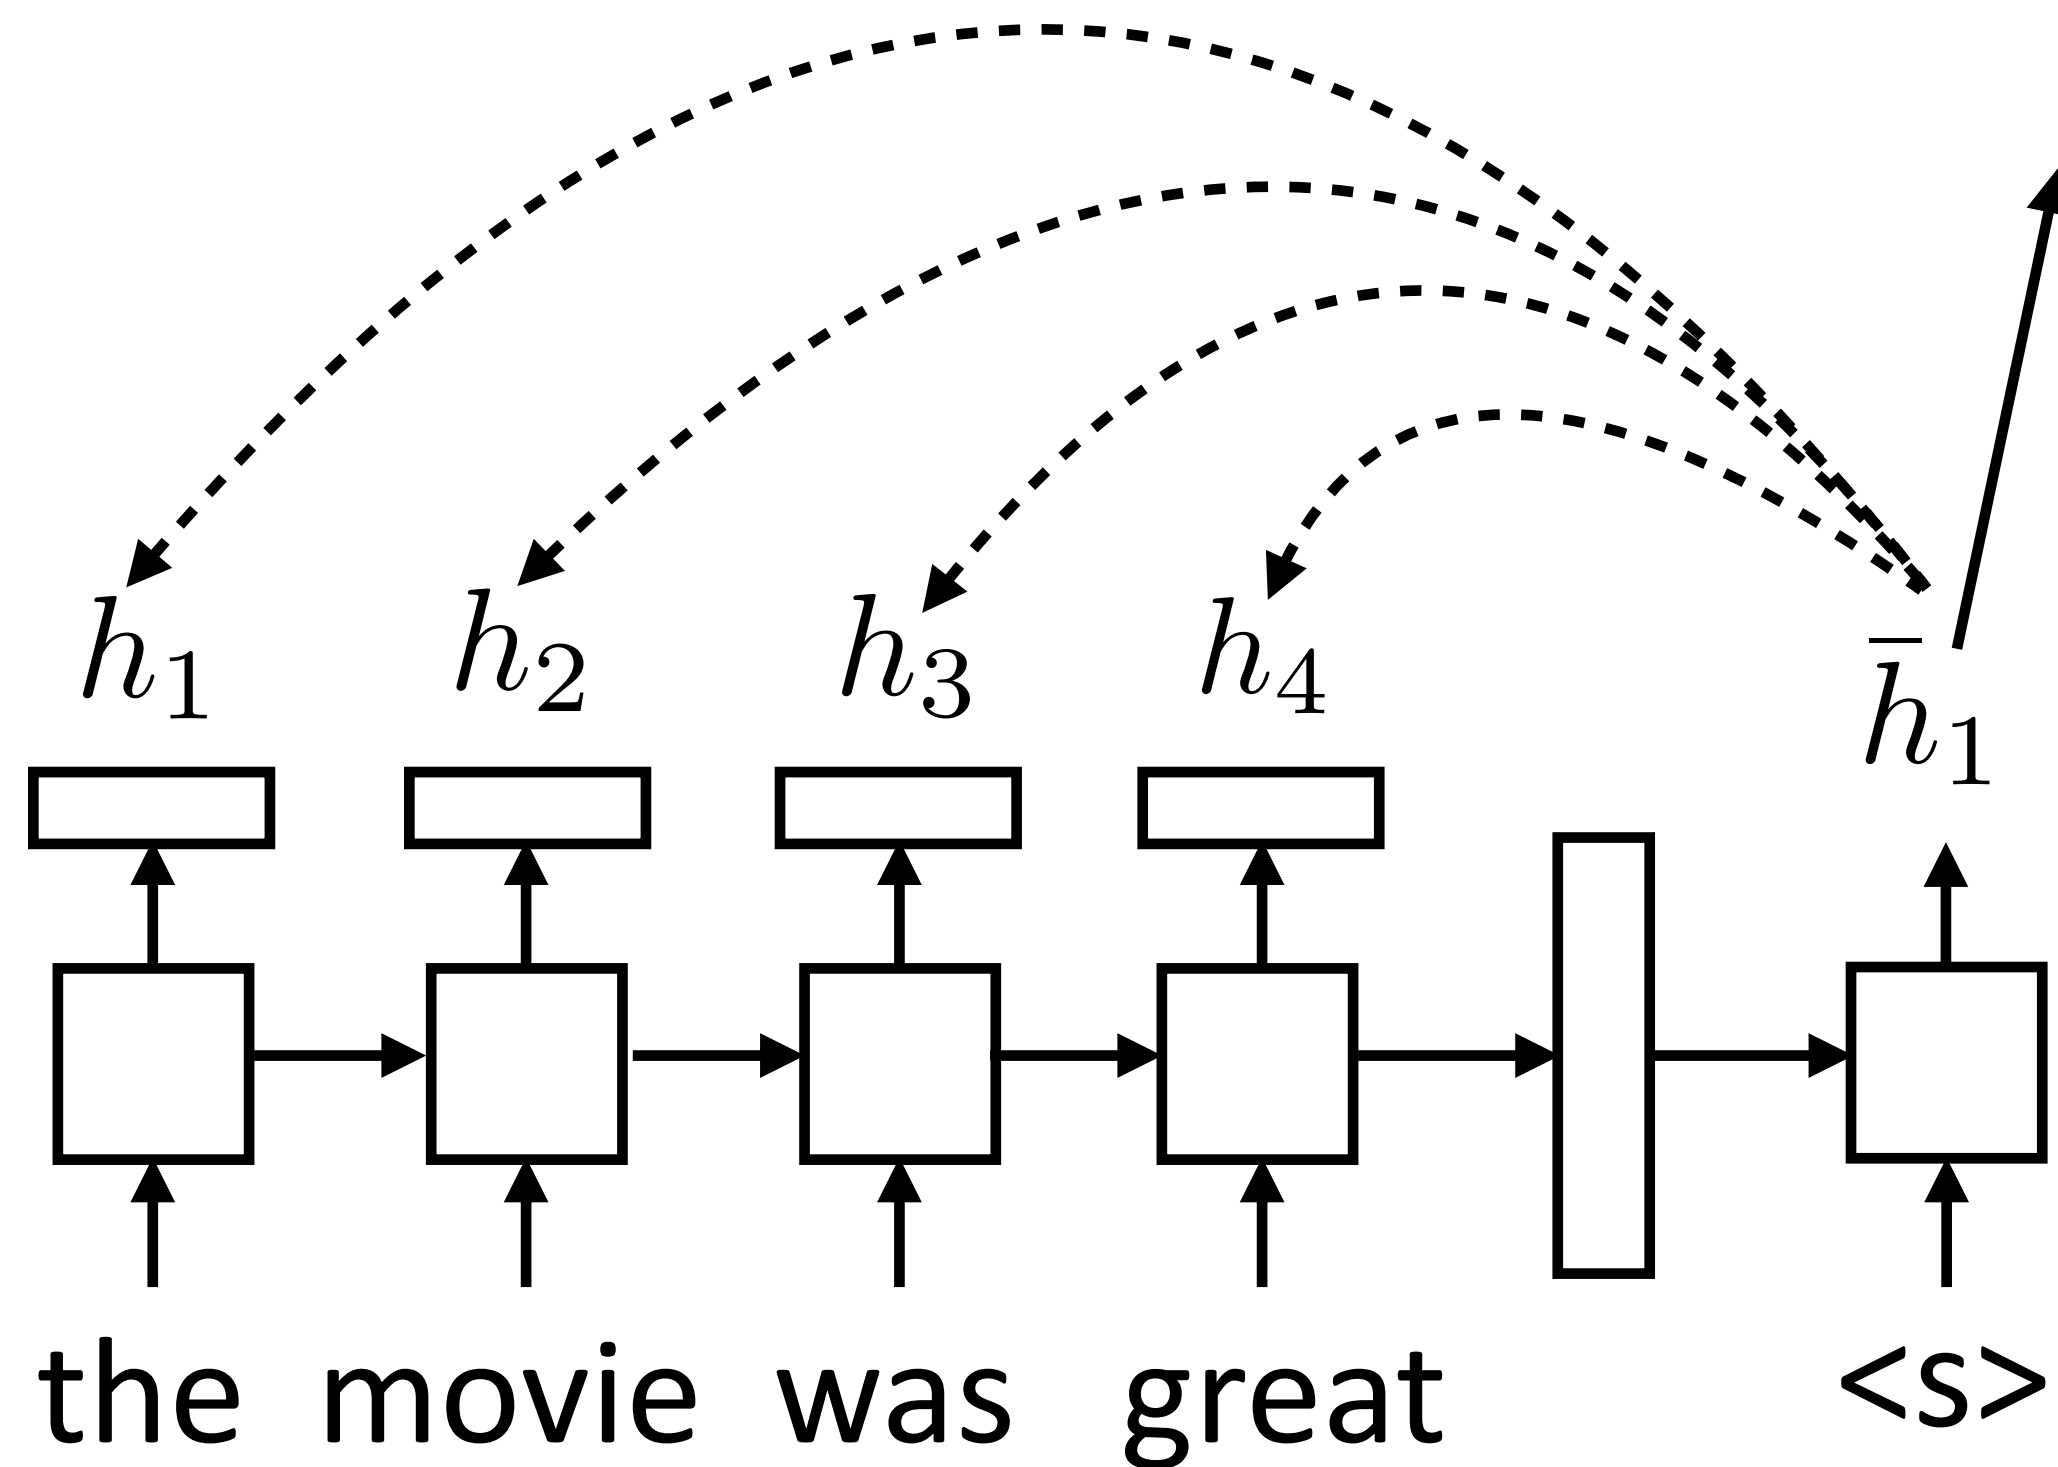 h₁ h₂ h₃ h₄ h̄₁
the movie was great <s>